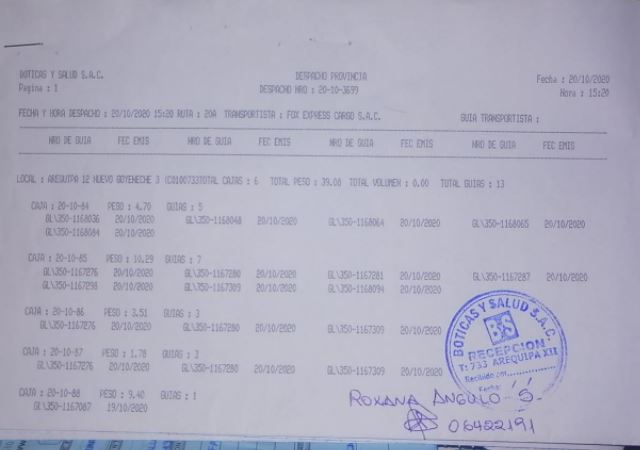 BOTICAS Y SALUD S.A.C. DESPACHO PROVINCIA Fecha : 20/10/2020
Pagina : 1 DESPACHO NRO : 20-10-3699 Hora : 15:20
FECHA Y HORA DESPACHO : 20/10/2020 15:20 RUTA : 20A TRANSPORTISTA : FOX EXPRESS CARGO S.A.C. GUIA TRANSPORTISTA :
NRO DE GUIA FEC EMIS NRO DE GUIA FEC EMIS NRO DE GUIA FEC EMIS NRO DE GUIA FEC EMIS
LOCAL : AREQUIPA 12 NUEVO GOYENECHE 3 (C0100733TOTAL CAJAS : 6 TOTAL PESO : 39.08 TOTAL VOLUMEN : 0.00 TOTAL GUIAS : 13
CAJA : 20-10-84 PESO : 4.70 GUIAS : 5
GL\350-1168036 20/10/2020 GL\350-1168048 20/10/2020 GL\350-1168064 20/10/2020 GL\350-1168065 20/10/2020
GL\350-1168084 20/10/2020
CAJA : 20-10-85 PESO : 10.29 GUIAS : 7
GL\350-1167276 20/10/2020 GL\350-1167280 20/10/2020 GL\350-1167281 20/10/2020 GL\350-1167287 20/10/2020
GL\350-1167298 20/10/2020 GL\350-1167309 20/10/2020 GL\350-1168094 20/10/2020
CAJA : 20-10-86 PESO : 3.51 GUIAS : 3
GL\350-1167276 20/10/2020 GL\350-1167280 20/10/2020 GL\350-1167309 20/10/2020
CAJA : 20-10-87 PESO : 1.78 GUIAS : 3
GL\350-1167276 20/10/2020 GL\350-1167280 20/10/2020 GL\350-1167309 20/10/2020
CAJA : 20-10-88 PESO : 9.40 GUIAS : 1
GL\350-1167087 19/10/2020
BOTICAS Y SALUD S.A.C.
BS
RECEPCION
T: 733 AREQUIPA XII
Recibido por
Fecha:
ROXANA ANGULO S.
06422191